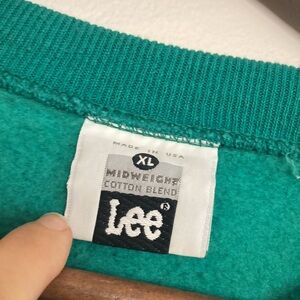 MADE IN USA
XL
MIDWEIGHT
COTTON BLEND
Lee®